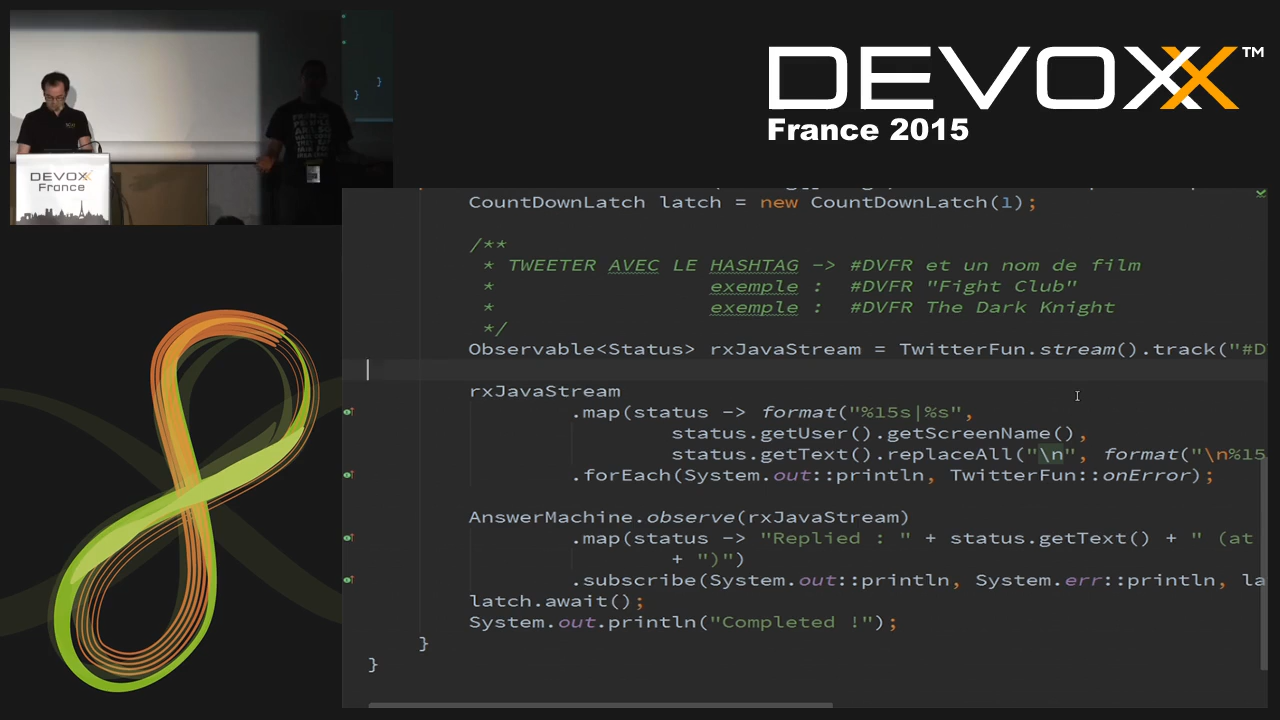 DEVOXX™
France 2015
DEVOXX
France
}
}
CountDownLatch latch = new CountDownLatch(1);
/**
* TWEETER AVEC LE HASHTAG -> #DVFR et un nom de film
* exemple : #DVFR "Fight Club"
* exemple : #DVFR The Dark Knight
*/
Observable<Status> rxJavaStream = TwitterFun.stream().track("#D
rxJavaStream
.map(status -> format("%15s|%s",
status.getUser().getScreenName(),
status.getText().replaceAll("\n", format("\n%15
.forEach(System.out::println, TwitterFun::onError);
AnswerMachine.observe(rxJavaStream)
.map(status -> "Replied : " + status.getText() + " (at
+ ")")
.subscribe(System.out::println, System.err::println, la
latch.await();
System.out.println("Completed !");
}
}